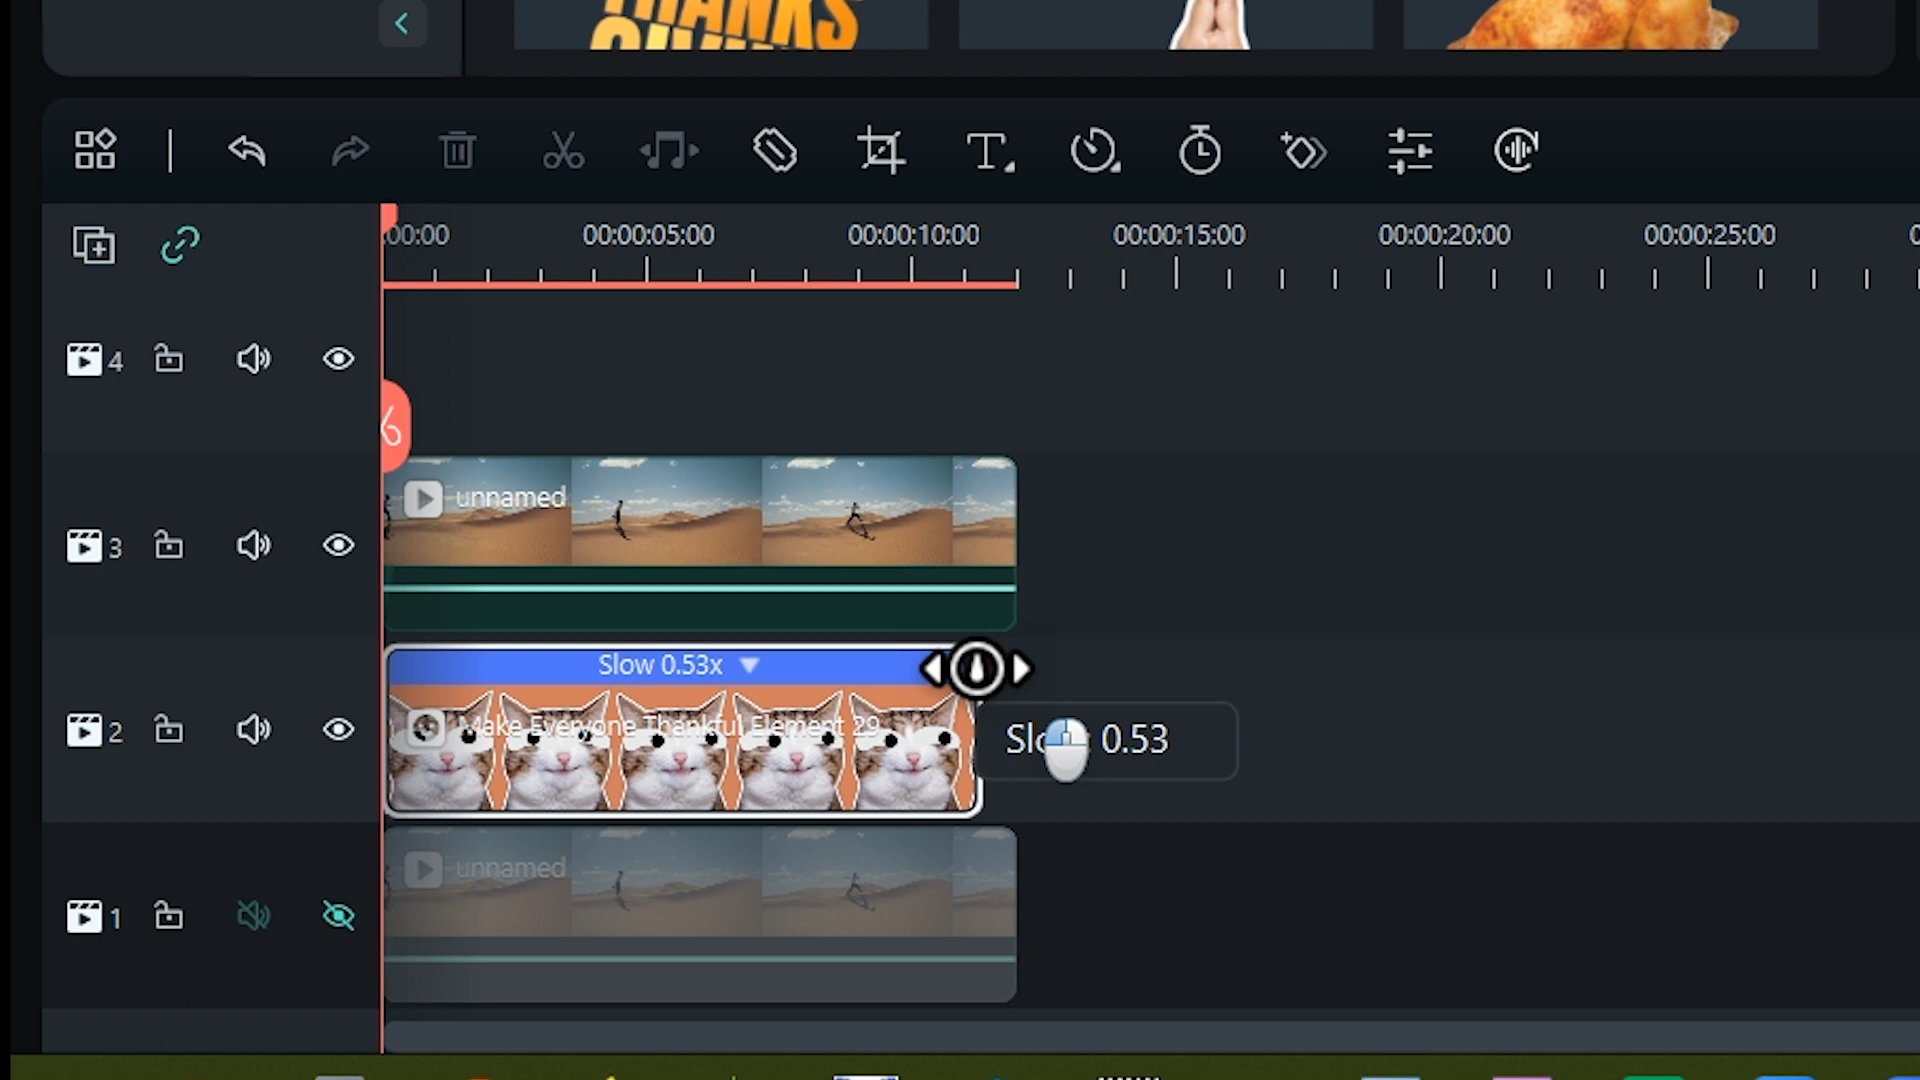 THANKS
:00:00
00:00:05:00
00:00:10:00
00:00:15:00
00:00:20:00
00:00:25:00
4
unnamed
3
Slow 0.53x
Make Everyone Thankful Element 29
0.53
2
unnamed
1